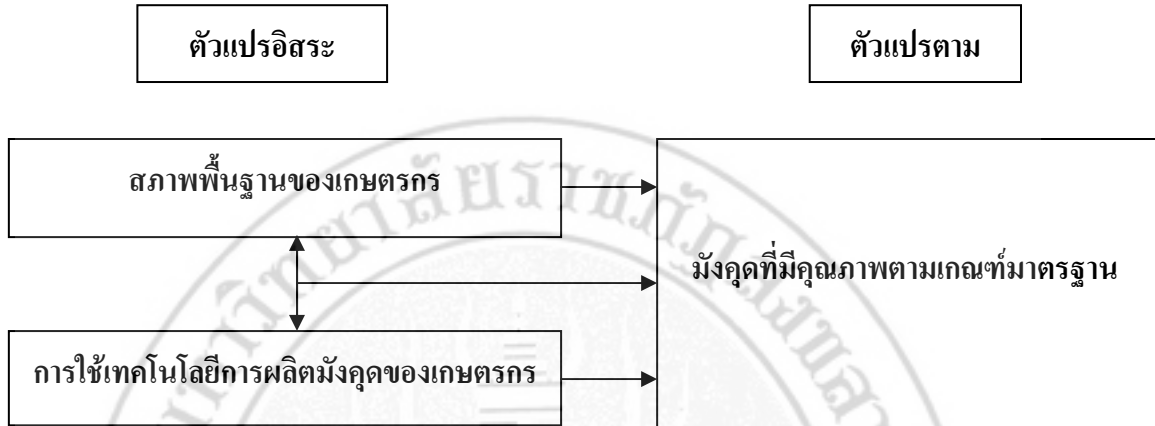 ตัวแปรอิสระ
ตัวแปรตาม
สภาพพื้นฐานของเกษตรกร
มังคุดที่มีคุณภาพตามเกณฑ์มาตรฐาน
การใช้เทคโนโลยีการผลิตมังคุดของเกษตรกร